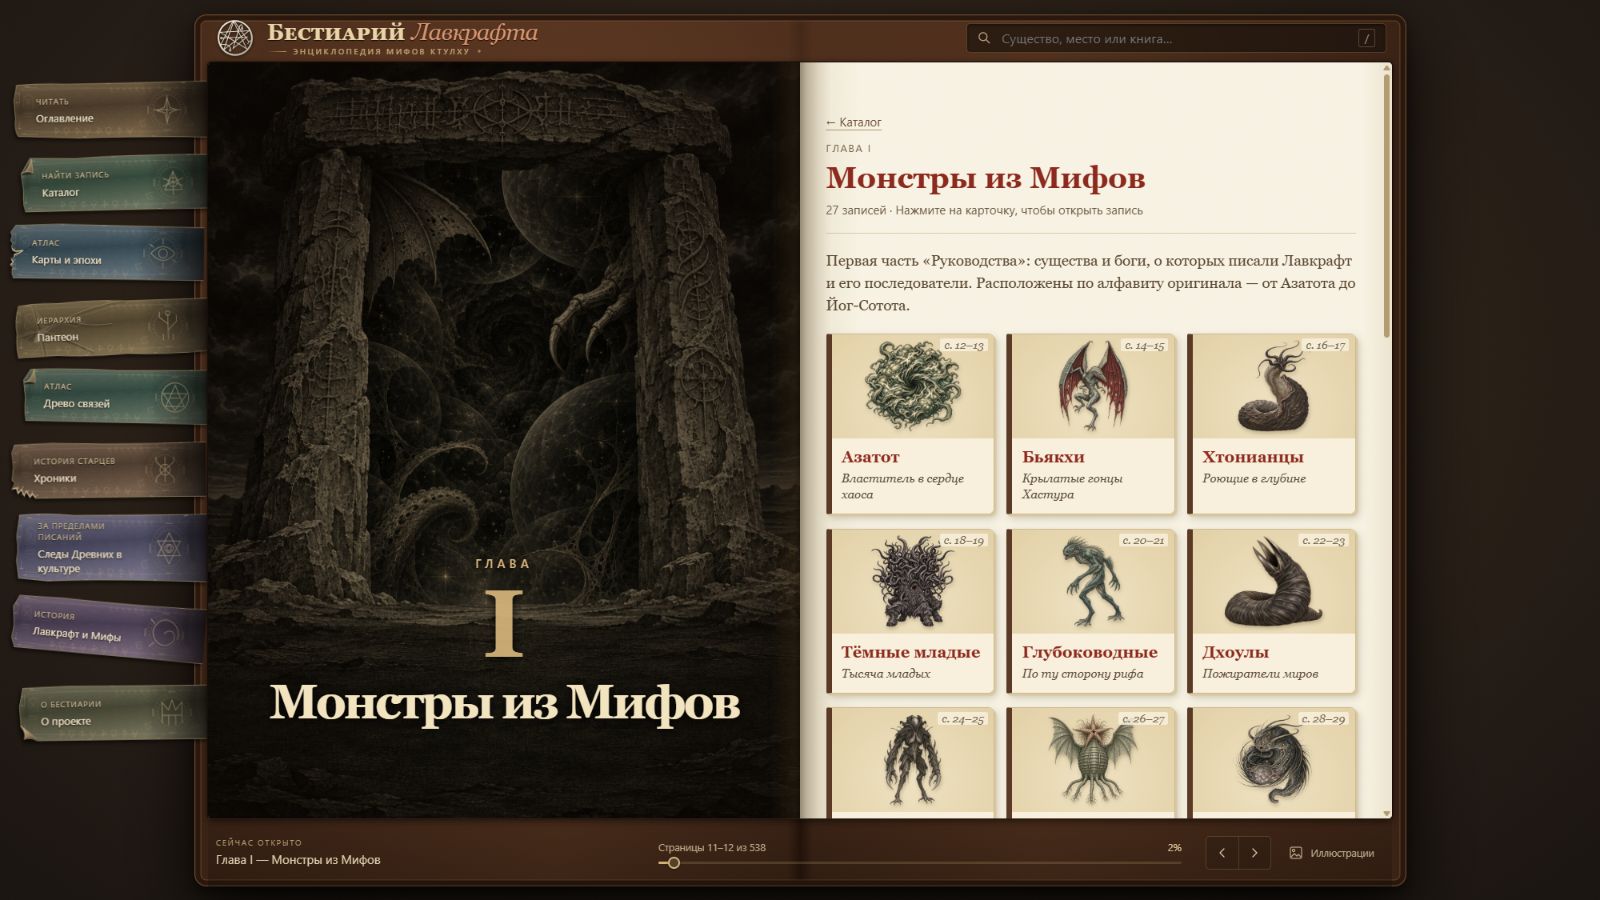 Бестиарий Лавкрафта
ЭНЦИКЛОПЕДИЯ МИФОВ КТУЛХУ
Существо, место или книга...
/
ЧИТАТЬ
Оглавление
НАЙТИ ЗАПИСЬ
Каталог
АТЛАС
Карты и эпохи
ИЕРАРХИЯ
Пантеон
АТЛАС
Древо связей
ИСТОРИЯ СТАРЦЕВ
Хроники
ЗА ПРЕДЕЛАМИ
ПИСАНИЙ
Следы Древних в
культуре
ИСТОРИЯ
Лавкрафт и Мифы
О БЕСТИАРИИ
О проекте
ГЛАВА
I
Монстры из Мифов
← Каталог
ГЛАВА I
Монстры из Мифов
27 записей · Нажмите на карточку, чтобы открыть запись
Первая часть «Руководства»: существа и боги, о которых писали Лавкрафт
и его последователи. Расположены по алфавиту оригинала — от Азатота до
Йог-Сотота.
с. 12–13
Азатот
Властитель в сердце
хаоса
с. 14–15
Бьякхи
Крылатые гонцы
Хастура
с. 16–17
Хтонианцы
Роющие в глубине
с. 18–19
Тёмные младые
Тысяча младых
с. 20–21
Глубоководные
По ту сторону рифа
с. 22–23
Дхоулы
Пожиратели миров
с. 24–25
с. 26–27
с. 28–29
СЕЙЧАС ОТКРЫТО
Глава I — Монстры из Мифов
Страницы 11–12 из 538
2%
Иллюстрации